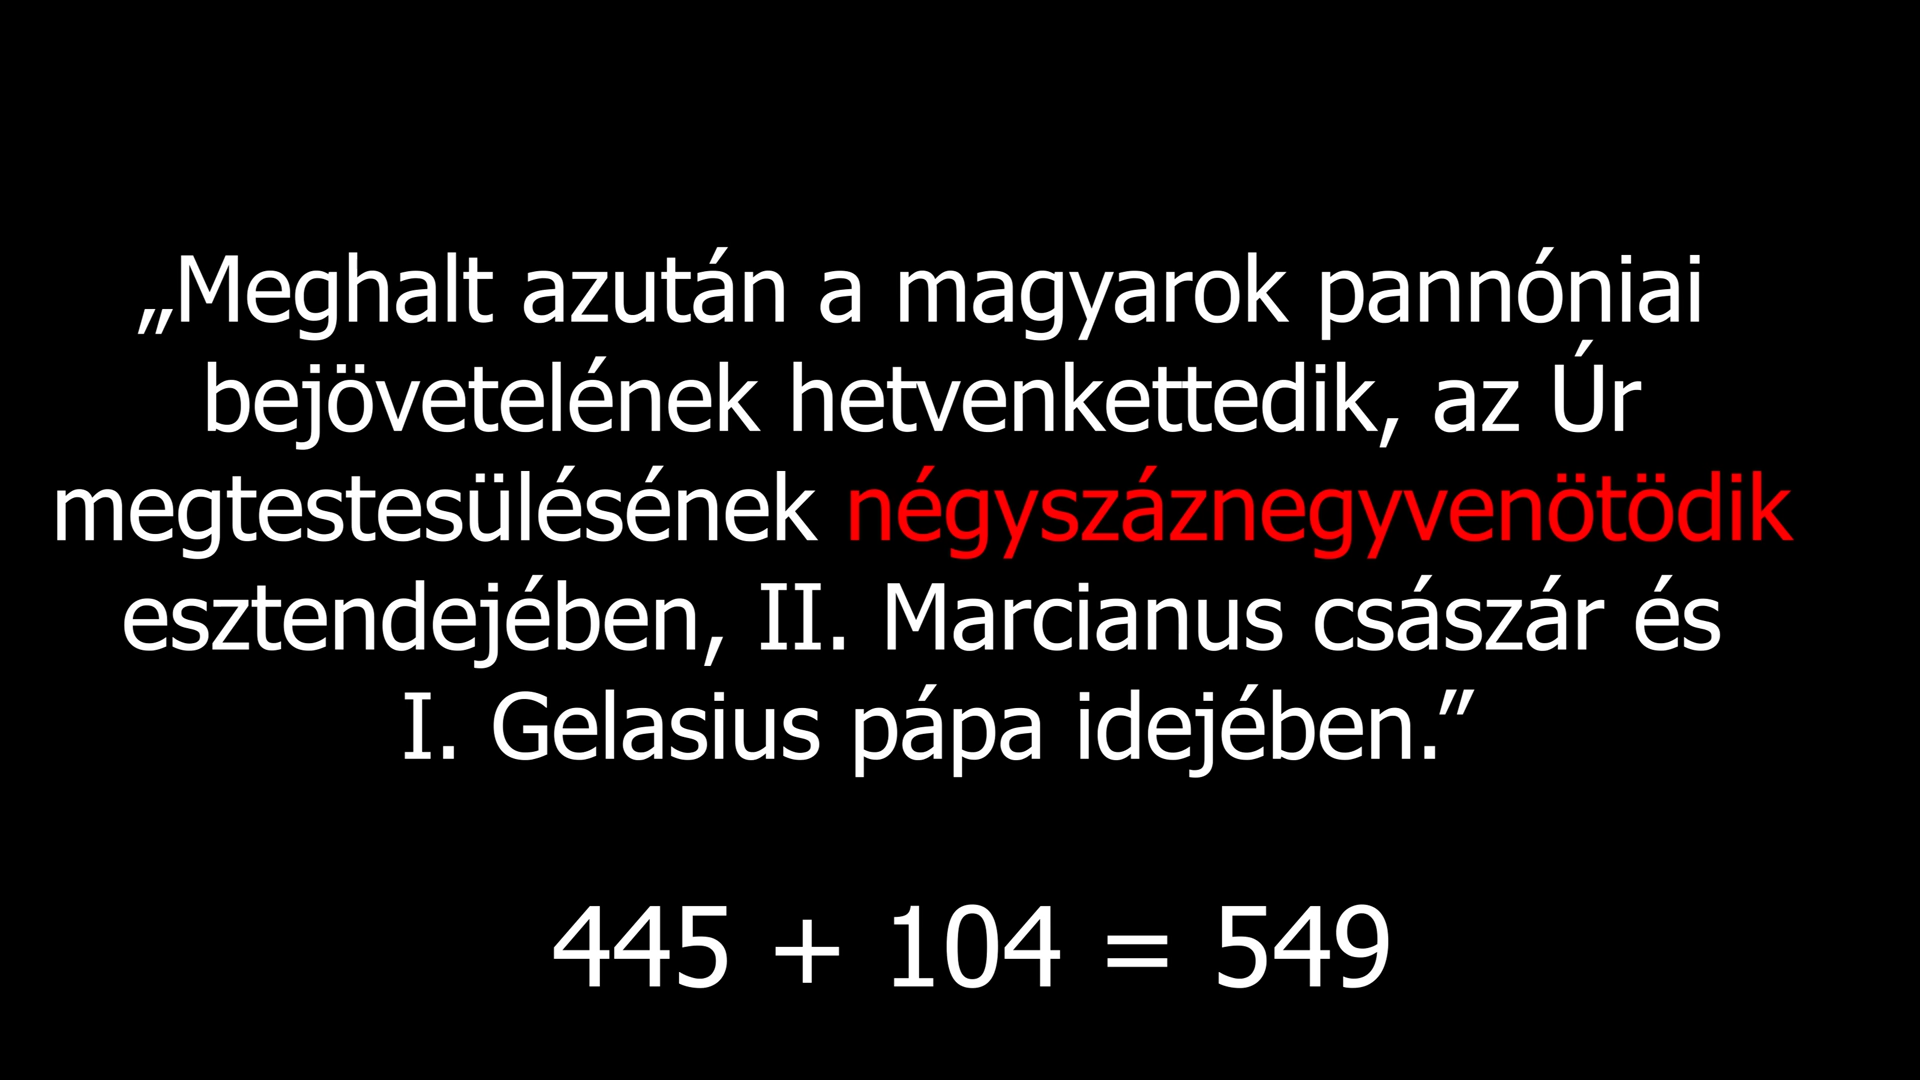 „Meghalt azután a magyarok pannóniai
bejövetelének hetvenkettedik, az Úr
megtestesülésének négyszáznegyvenötödik
esztendejében, II. Marcianus császár és
I. Gelasius pápa idejében.”
445 + 104 = 549